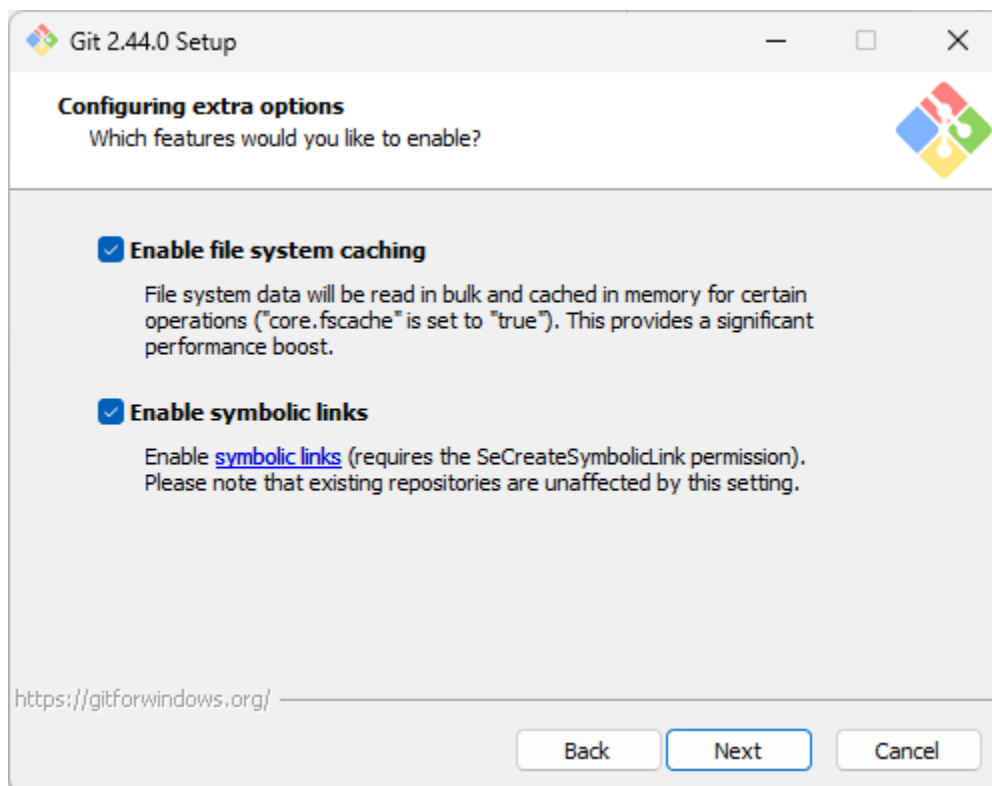 Git 2.44.0 Setup
Configuring extra options
Which features would you like to enable?
Enable file system caching
File system data will be read in bulk and cached in memory for certain
operations ("core.fscache" is set to "true"). This provides a significant
performance boost.
Enable symbolic links
Enable symbolic links (requires the SeCreateSymbolicLink permission).
Please note that existing repositories are unaffected by this setting.
https://gitforwindows.org/
Back Next Cancel